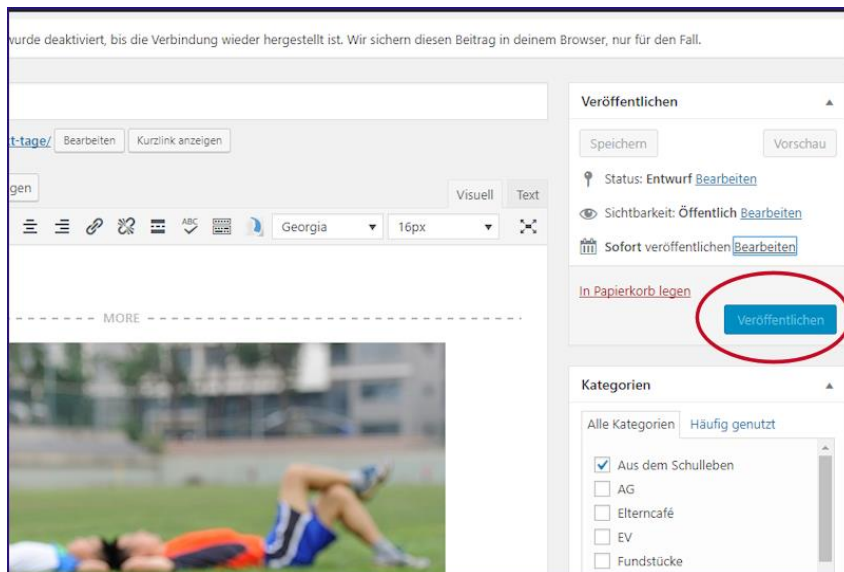 wurde deaktiviert, bis die Verbindung wieder hergestellt ist. Wir sichern diesen Beitrag in deinem Browser, nur für den Fall.
t-tage/ Bearbeiten Kurzlink anzeigen
gen
Visuell Text
ABC Georgia 16px
MORE
Veröffentlichen
Speichern Vorschau
Status: Entwurf Bearbeiten
Sichtbarkeit: Öffentlich Bearbeiten
Sofort veröffentlichen Bearbeiten
In Papierkorb legen
Veröffentlichen
Kategorien
Alle Kategorien Häufig genutzt
Aus dem Schulleben
AG
Elterncafé
EV
Fundstücke